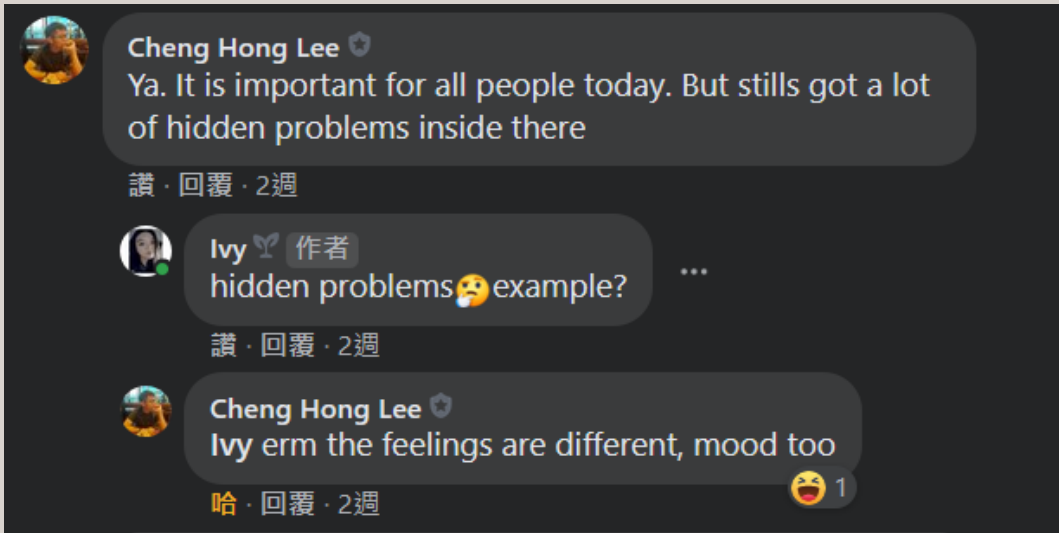 Cheng Hong Lee
Ya. It is important for all people today. But stills got a lot
of hidden problems inside there
讚 · 回覆 · 2週
Ivy 作者
hidden problems🤔example?
讚 · 回覆 · 2週
Cheng Hong Lee
Ivy erm the feelings are different, mood too
1
哈 · 回覆 · 2週